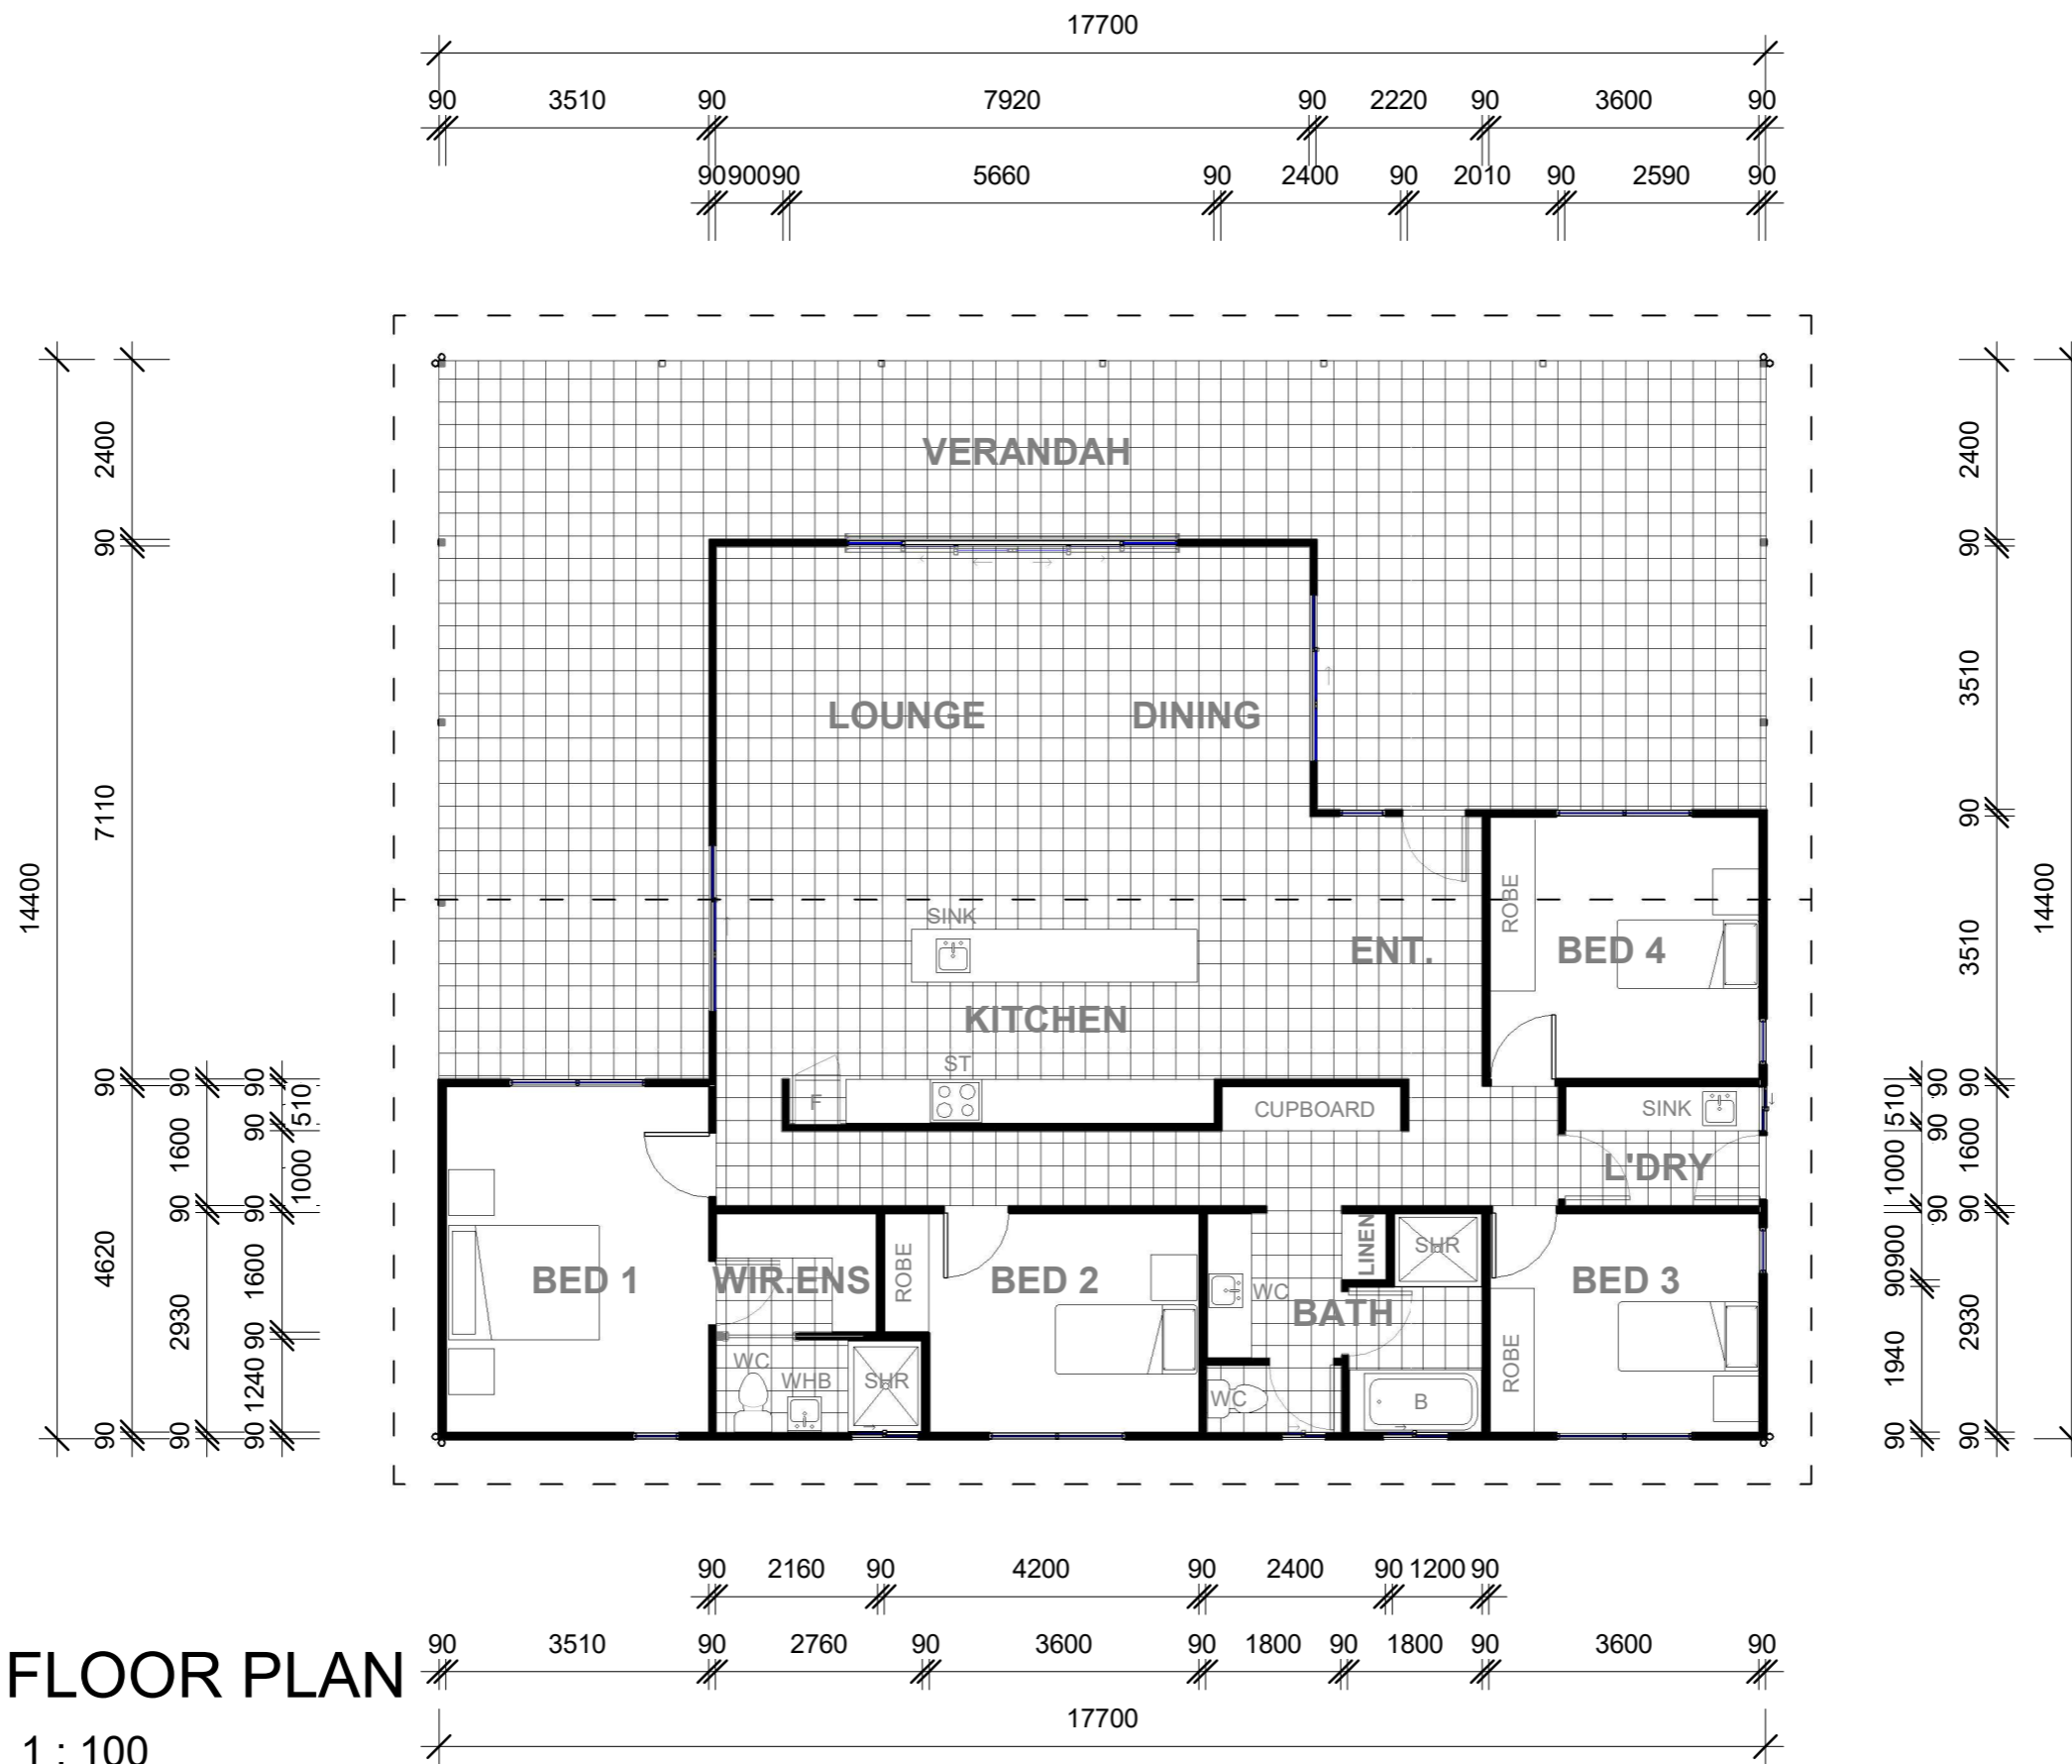 17700
90 3510 90 7920 90 2220 90 3600 90
90 900 90 5660 90 2400 90 2010 90 2590 90
VERANDAH
LOUNGE DINING
SINK
ROBE
ENT. BED 4
KITCHEN
ST
F
CUPBOARD
SINK
L'DRY
BED 1
WIR.ENS
ROBE
BED 2
LINEN
SHR
WC
BATH
BED 3
ROBE
WC
WHB
SHR
WC
B
14400
2400
90
7110
90
4620
90
90
1600
90
2930
90
90
510
90
1000
90
1600
90
1240
90
90
510
90
1000
90
900
90
1940
90
2400
90
3510
90
3510
90
1600
90
2930
90
14400
90 2160 90 4200 90 2400 90 1200 90
90 3510 90 2760 90 3600 90 1800 90 1800 90 3600 90
17700
FLOOR PLAN
1 : 100